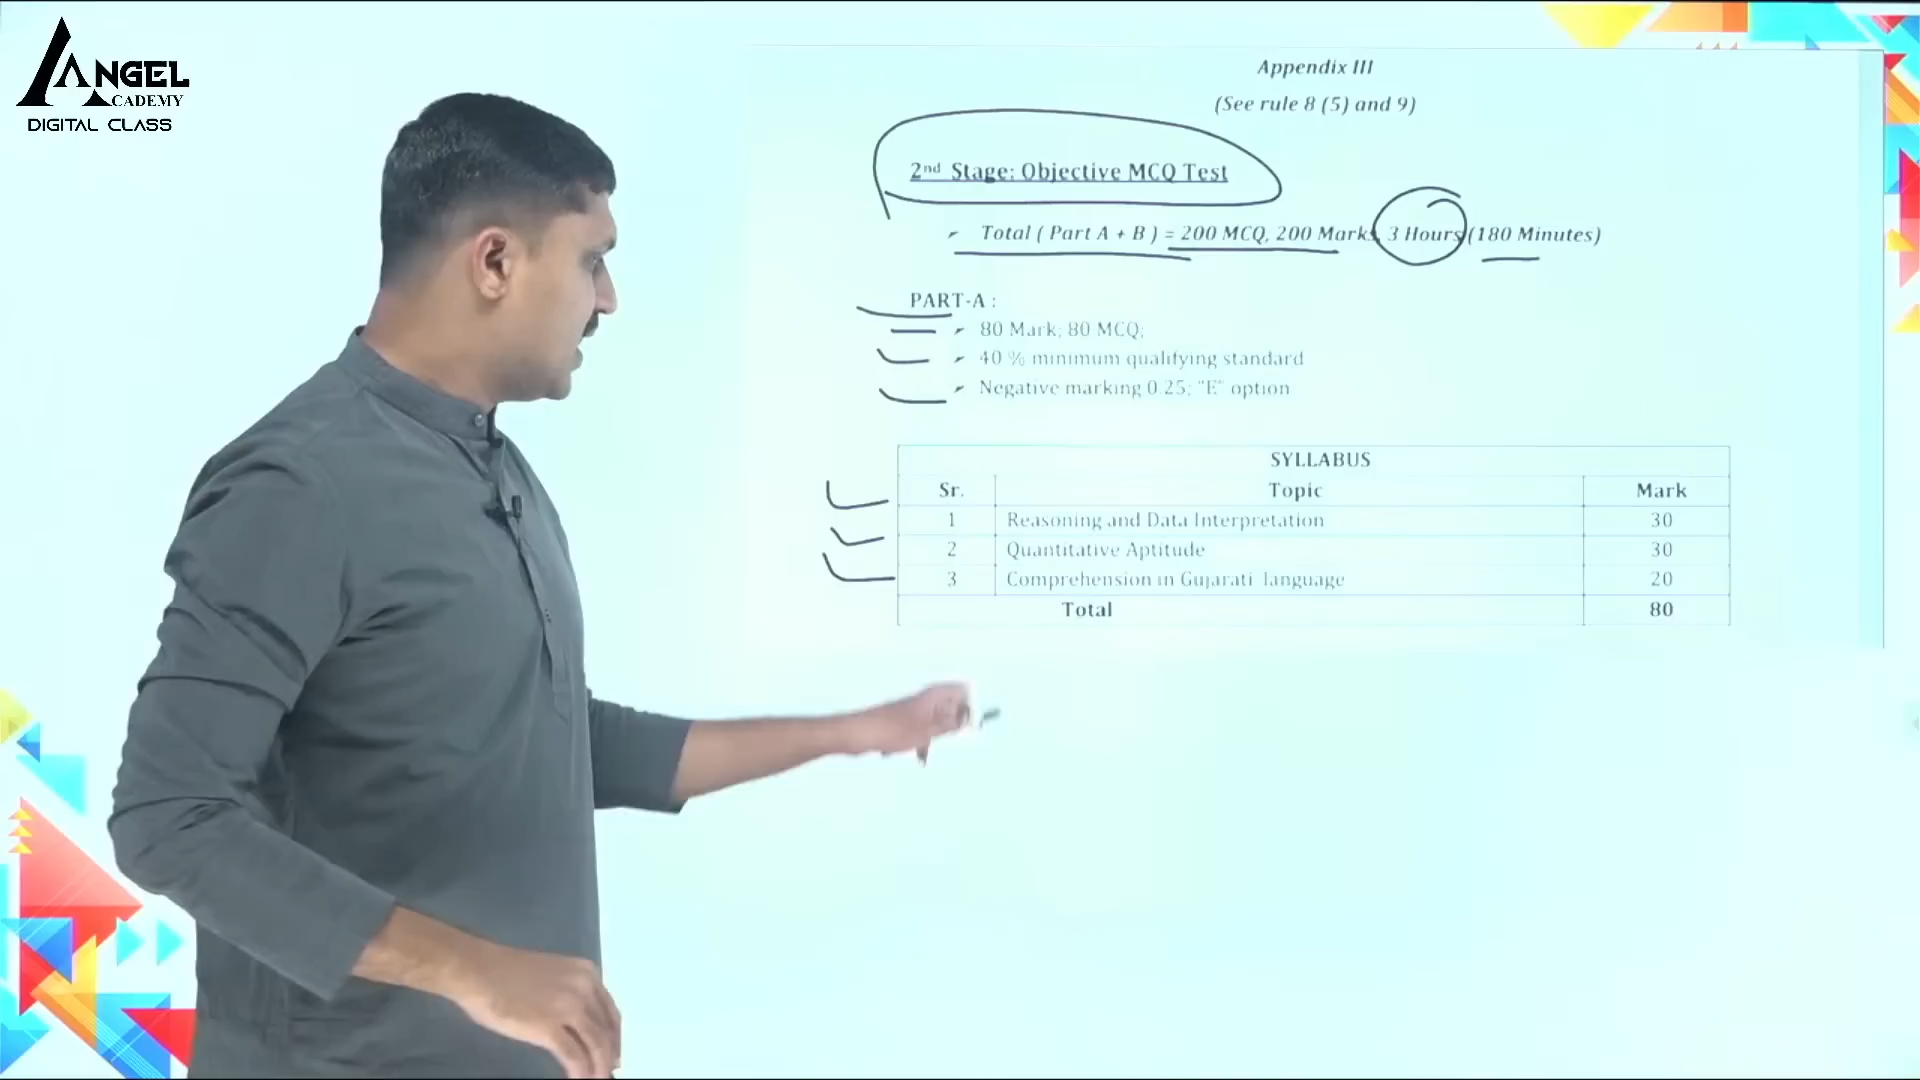 ANGEL
ACADEMY
DIGITAL CLASS
Appendix III
(See rule 8 (5) and 9)
2nd Stage: Objective MCQ Test
Total ( Part A + B ) = 200 MCQ, 200 Marks, 3 Hours (180 Minutes)
PART-A :
80 Mark; 80 MCQ;
40 % minimum qualifying standard
Negative marking 0.25; "E" option
SYLLABUS
Sr. Topic Mark
1 Reasoning and Data Interpretation 30
2 Quantitative Aptitude 30
3 Comprehension in Gujarati language 20
Total 80